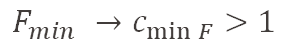 F_min → c_min F > 1